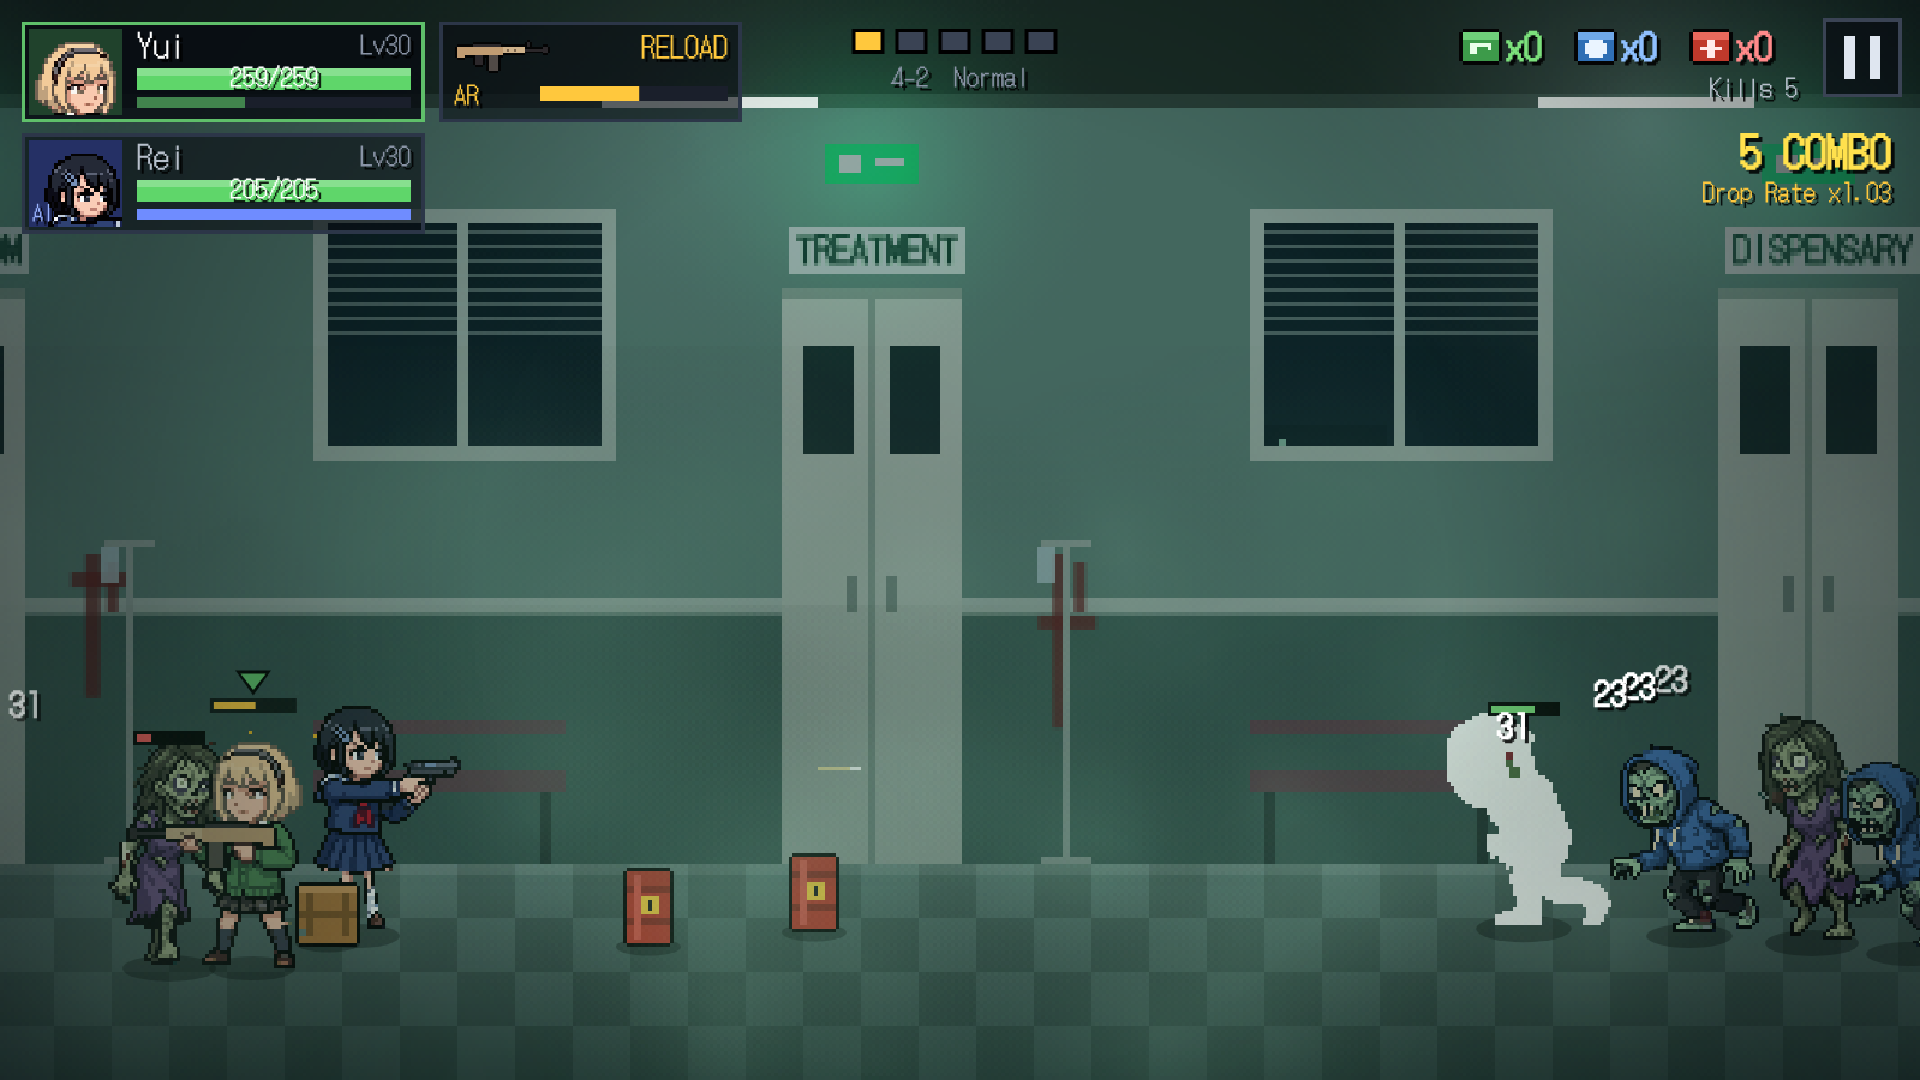 Yui Lv30
259/259
RELOAD
AR
4-2 Normal
x0 x0 x0
Kills 5
Rei Lv30
205/205
AI
5 COMBO
Drop Rate x1.03
TREATMENT
DISPENSARY
31
23
23
23
31